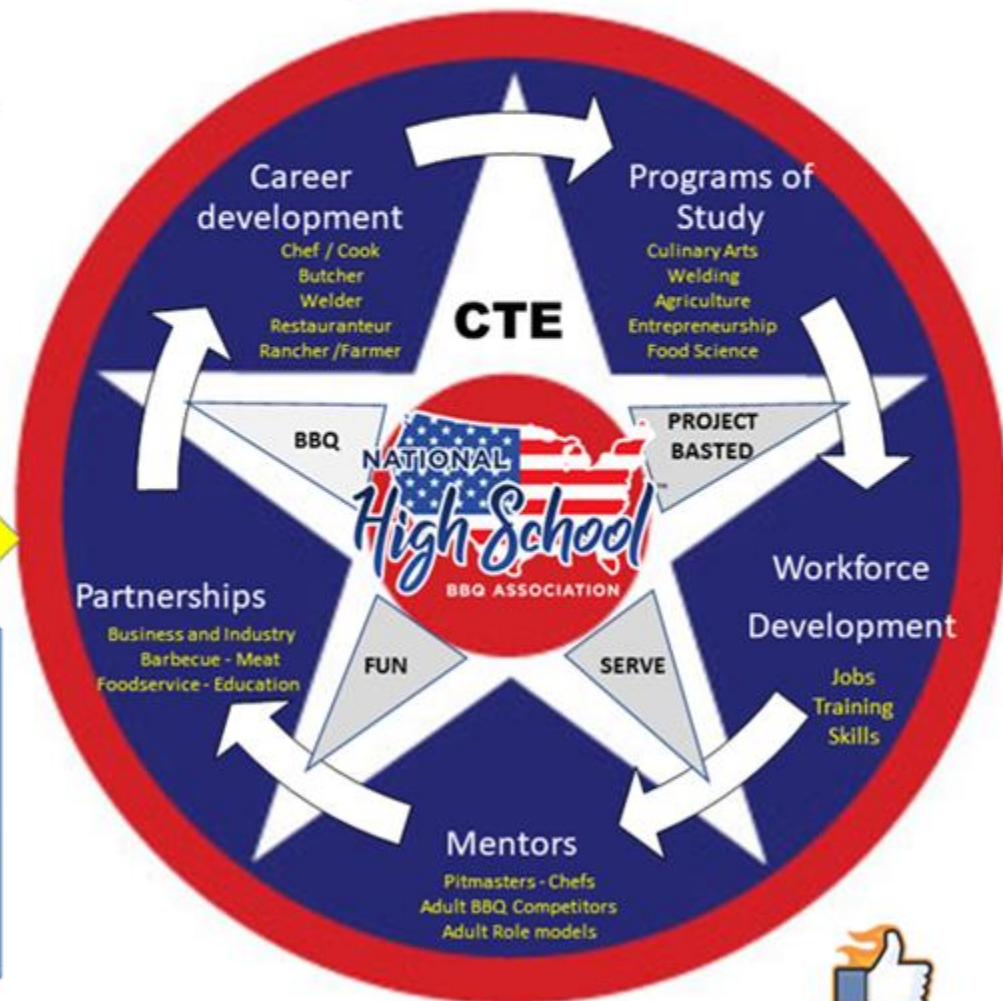 Career
development
Chef / Cook
Butcher
Welder
Restauranteur
Rancher /Farmer
Programs of
Study
Culinary Arts
Welding
Agriculture
Entrepreneurship
Food Science
CTE
BBQ
PROJECT
BASTED
NATIONAL
High School
BBQ ASSOCIATION
™
Workforce
Development
Jobs
Training
Skills
Partnerships
Business and Industry
Barbecue - Meat
Foodservice - Education
FUN
SERVE
Mentors
Pitmasters - Chefs
Adult BBQ Competitors
Adult Role models